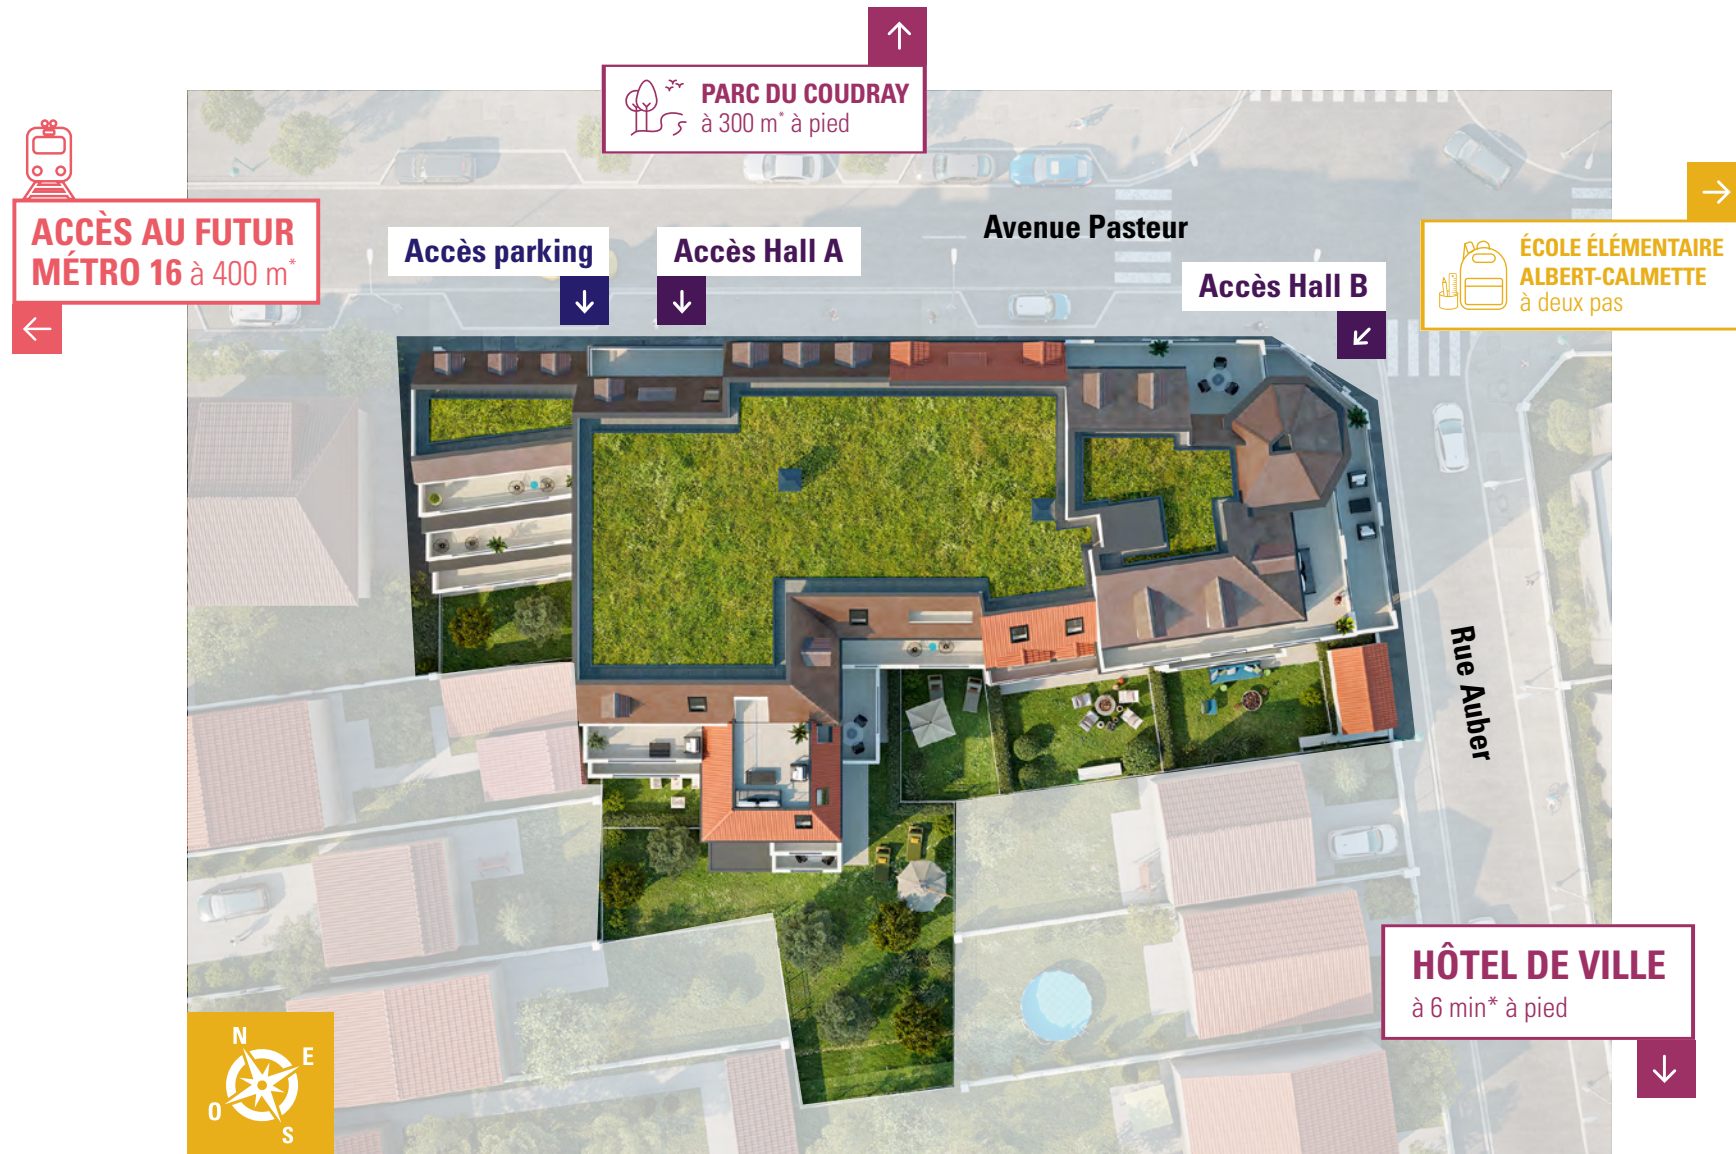 PARC DU COUDRAY
à 300 m* à pied
ACCÈS AU FUTUR
MÉTRO 16 à 400 m*
Accès parking
Accès Hall A
Avenue Pasteur
Accès Hall B
ÉCOLE ÉLÉMENTAIRE
ALBERT-CALMETTE
à deux pas
Rue Auber
HÔTEL DE VILLE
à 6 min* à pied
N
E
O
S